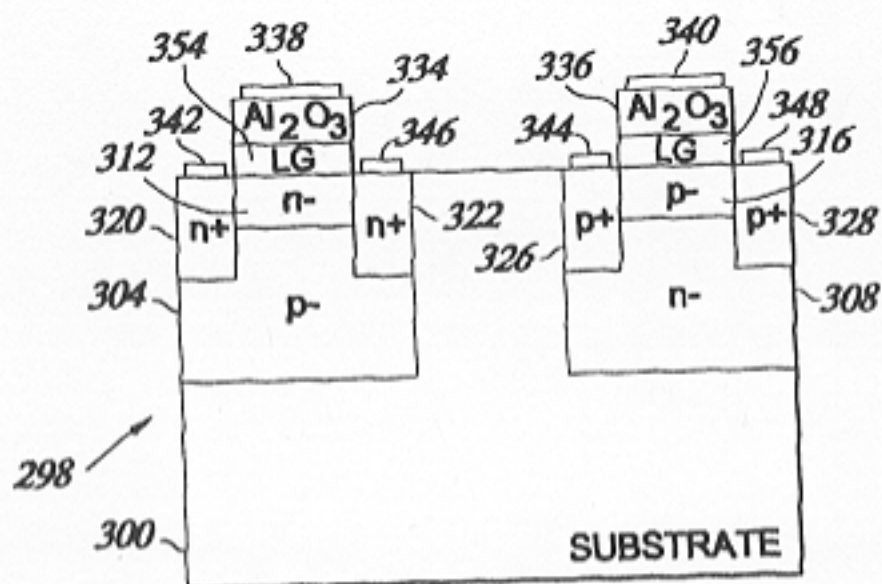 338
340
354
334
336
356
Al2O3
Al2O3
342
346
344
348
LG
LG
312
316
n-
p-
320
n+
n+
322
p+
p+
328
326
304
p-
n-
308
298
300
SUBSTRATE